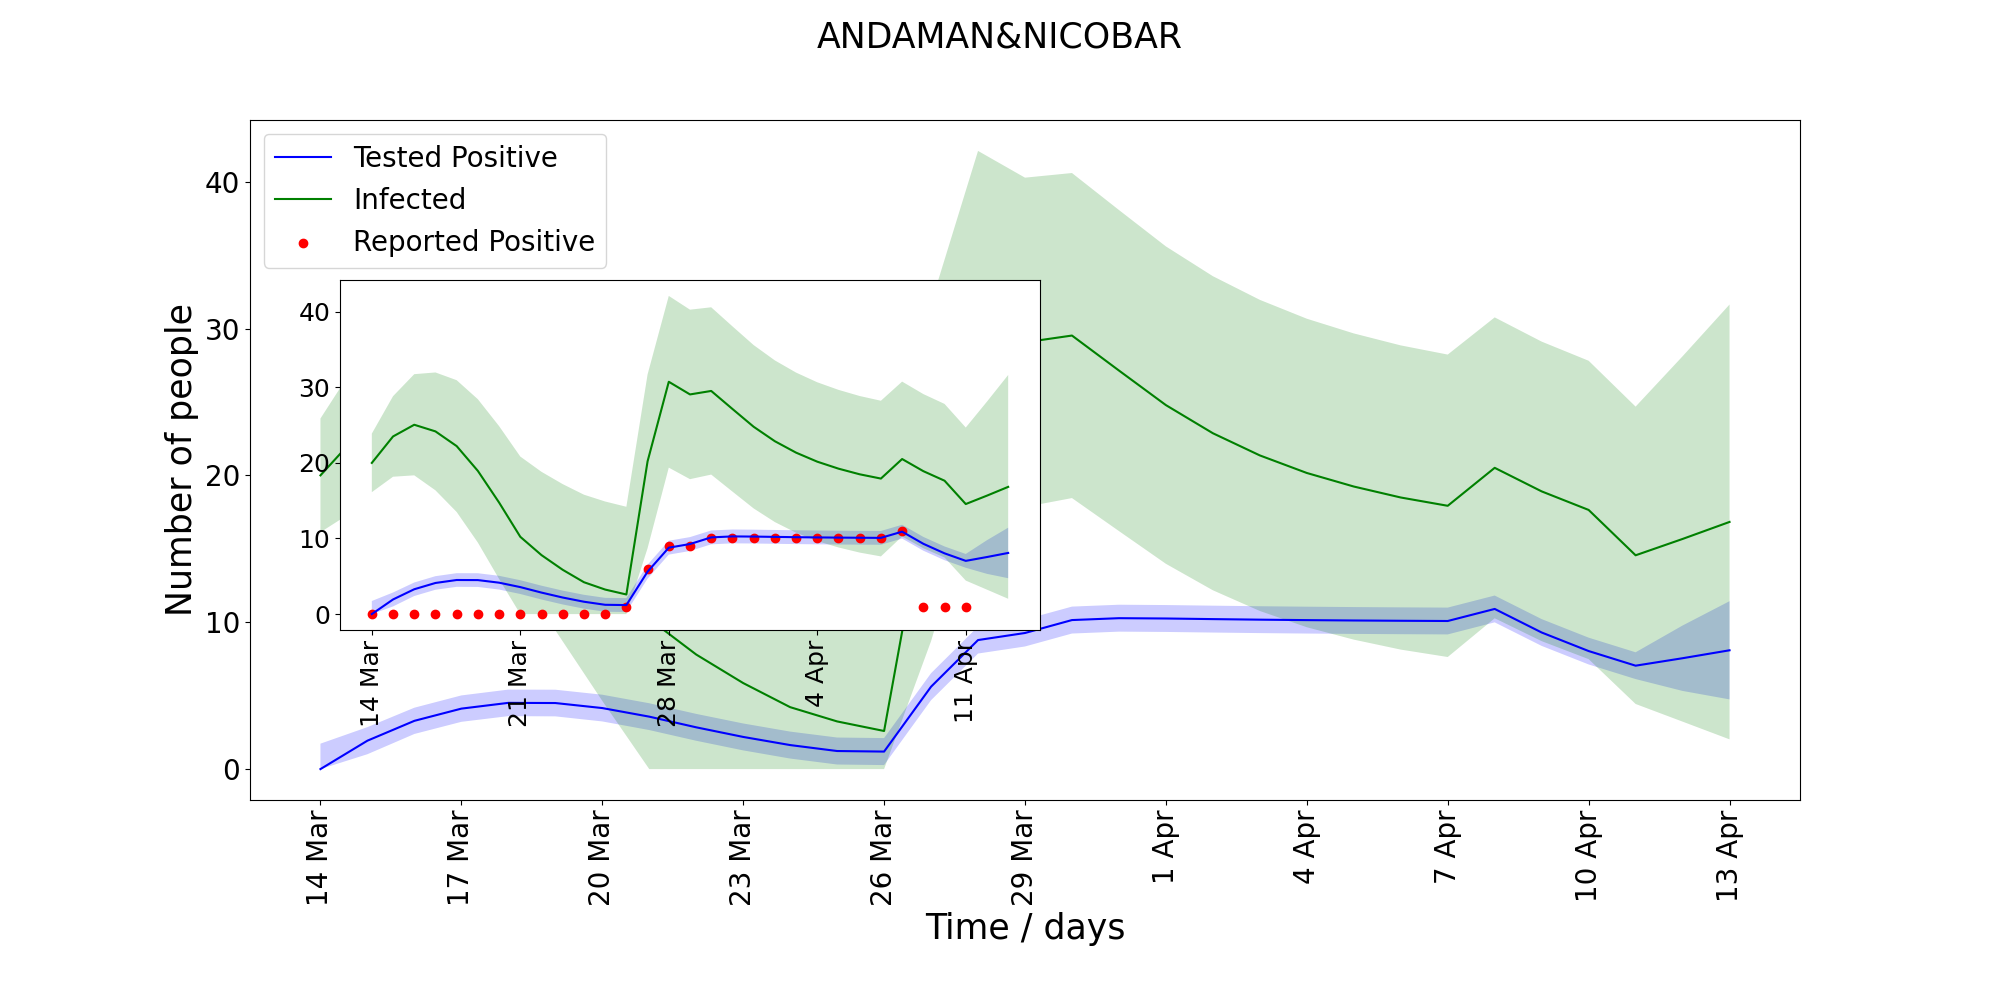 ANDAMAN&NICOBAR
Tested Positive
Infected
Reported Positive
Number of people
40
30
20
10
0
40
30
20
10
0
14 Mar
21 Mar
28 Mar
4 Apr
11 Apr
14 Mar
17 Mar
20 Mar
23 Mar
26 Mar
29 Mar
1 Apr
4 Apr
7 Apr
10 Apr
13 Apr
Time / days